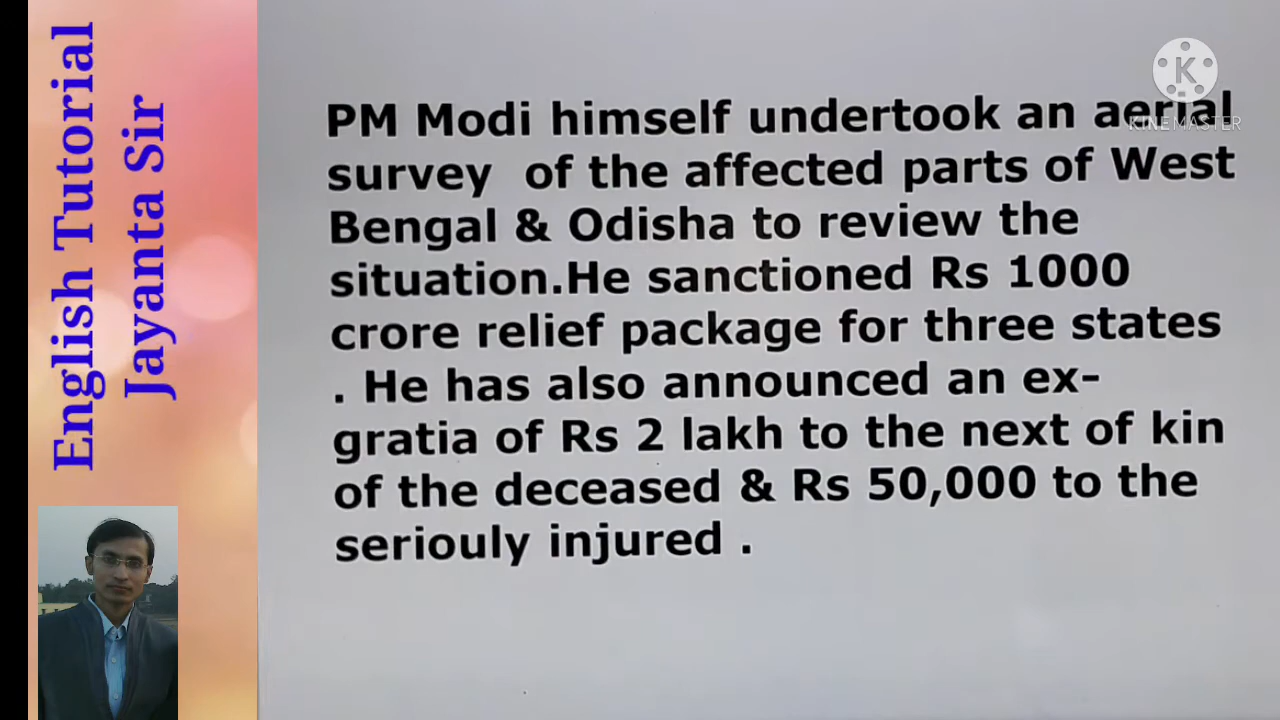 English Tutorial
Jayanta Sir
K
KINEMASTER
PM Modi himself undertook an aerial
survey of the affected parts of West
Bengal & Odisha to review the
situation.He sanctioned Rs 1000
crore relief package for three states
. He has also announced an ex-
gratia of Rs 2 lakh to the next of kin
of the deceased & Rs 50,000 to the
seriouly injured .